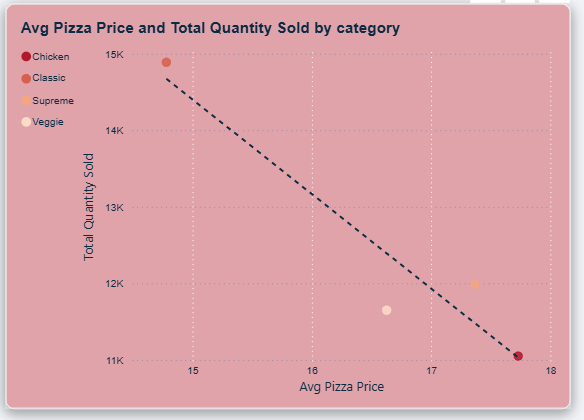 Avg Pizza Price and Total Quantity Sold by category
Chicken
Classic
Supreme
Veggie
Total Quantity Sold
15K
14K
13K
12K
11K
15
16
17
18
Avg Pizza Price